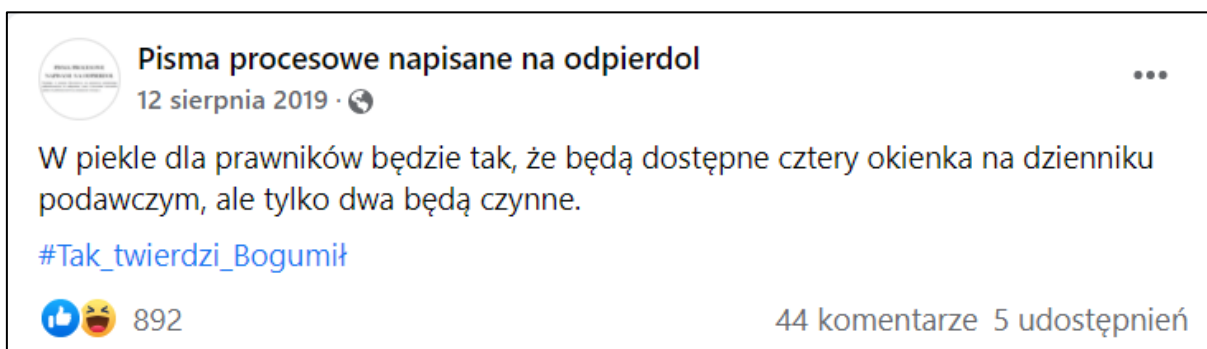 Pisma procesowe napisane na odpierdol
12 sierpnia 2019 ·
W piekle dla prawników będzie tak, że będą dostępne cztery okienka na dzienniku
podawczym, ale tylko dwa będą czynne.
#Tak_twierdzi_Bogumił
892
44 komentarze 5 udostępnień